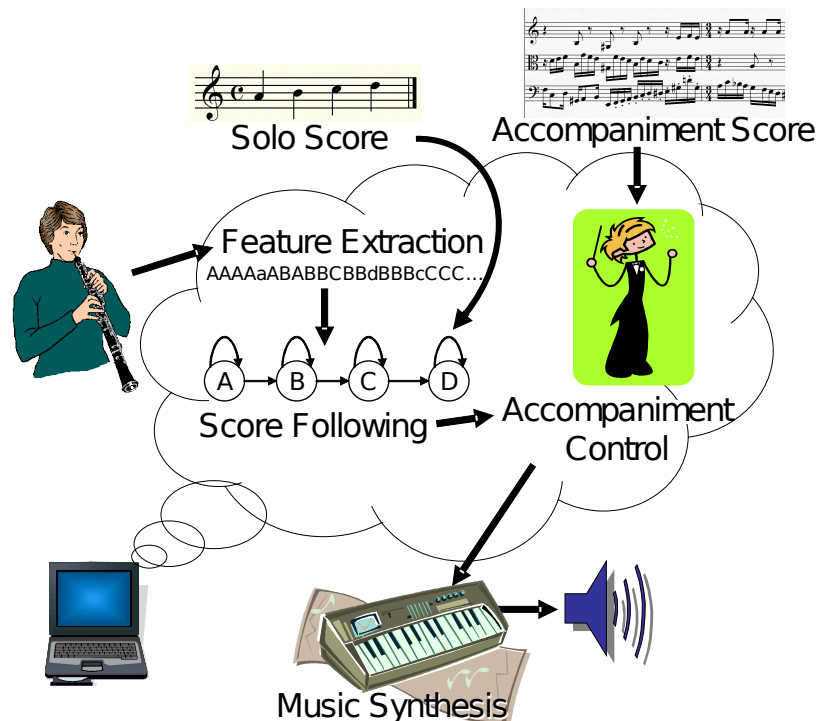 Solo Score
Accompaniment Score
Feature Extraction
AAAAaABABBCBBdBBBcCCC...
A B C D
Score Following
Accompaniment
Control
Music Synthesis